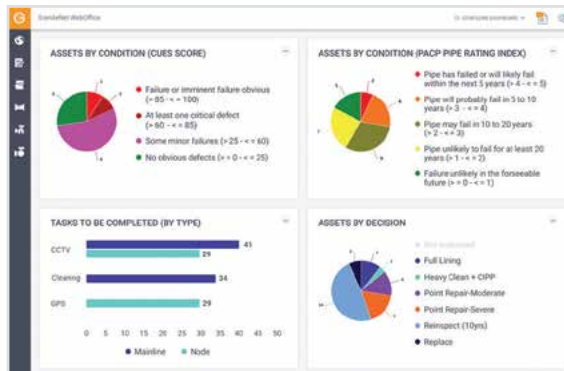 GraniteNet WebOffice
ASSETS BY CONDITION (CUES SCORE)
Failure or imminent failure obvious
(> 85 - < = 100)
At least one critical defect
(> 60 - < = 85)
Some minor failures (> 25 - < = 60)
No obvious defects (> = 0 - < = 25)
ASSETS BY CONDITION (PACP PIPE RATING INDEX)
Pipe has failed or will likely fail
within the next 5 years (> 4 - < = 5)
Pipe will probably fail in 5 to 10
years (> 3 - < = 4)
Pipe may fail in 10 to 20 years
(> 2 - < = 3)
Pipe unlikely to fail for at least 20
years (> 1 - < = 2)
Failure unlikely in the forseeable
future (> = 0 - < = 1)
TASKS TO BE COMPLETED (BY TYPE)
CCTV
41
29
Cleaning
34
GPS
29
0 5 10 15 20 25 30 35 40 45 50
Mainline
Node
ASSETS BY DECISION
Not evaluated
Full Lining
Heavy Clean + CIPP
Point Repair-Moderate
Point Repair-Severe
Reinspect (10yrs)
Replace